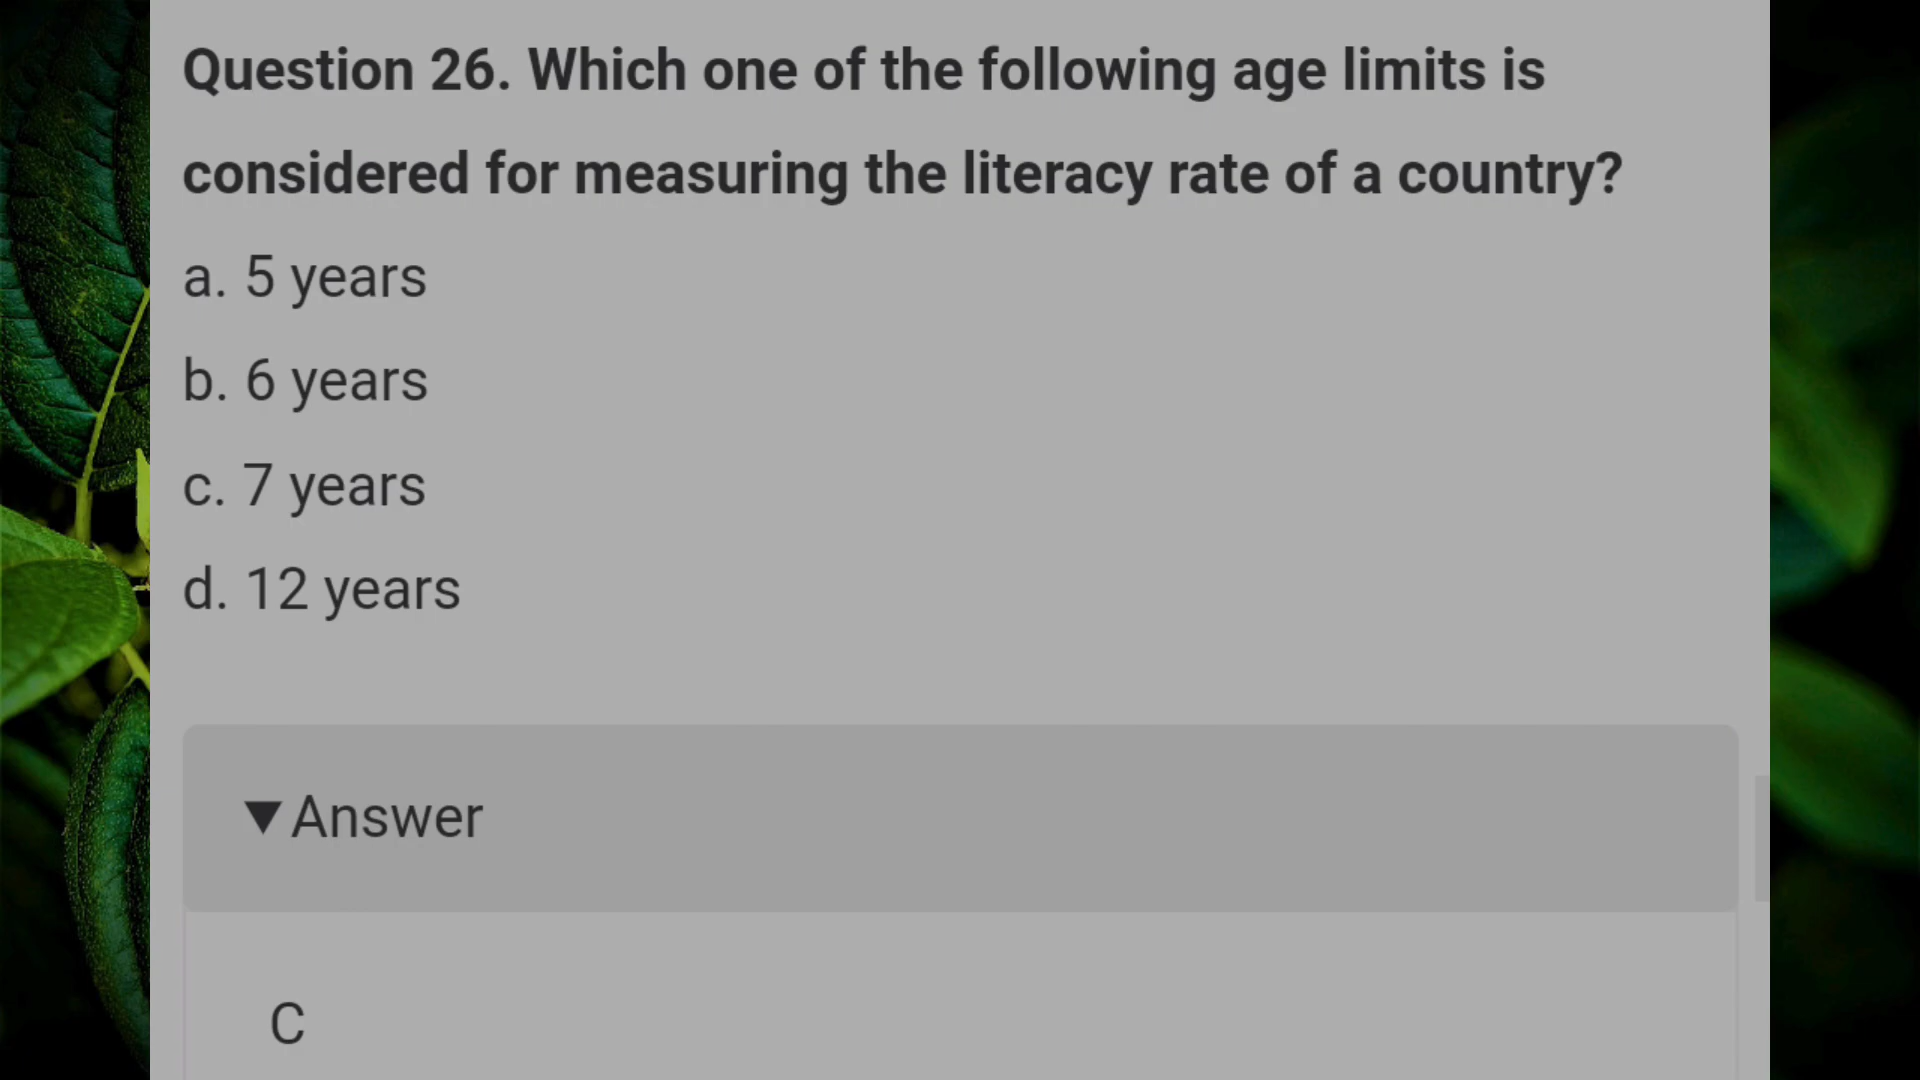 Question 26. Which one of the following age limits is
considered for measuring the literacy rate of a country?
a. 5 years
b. 6 years
c. 7 years
d. 12 years
▼Answer
C